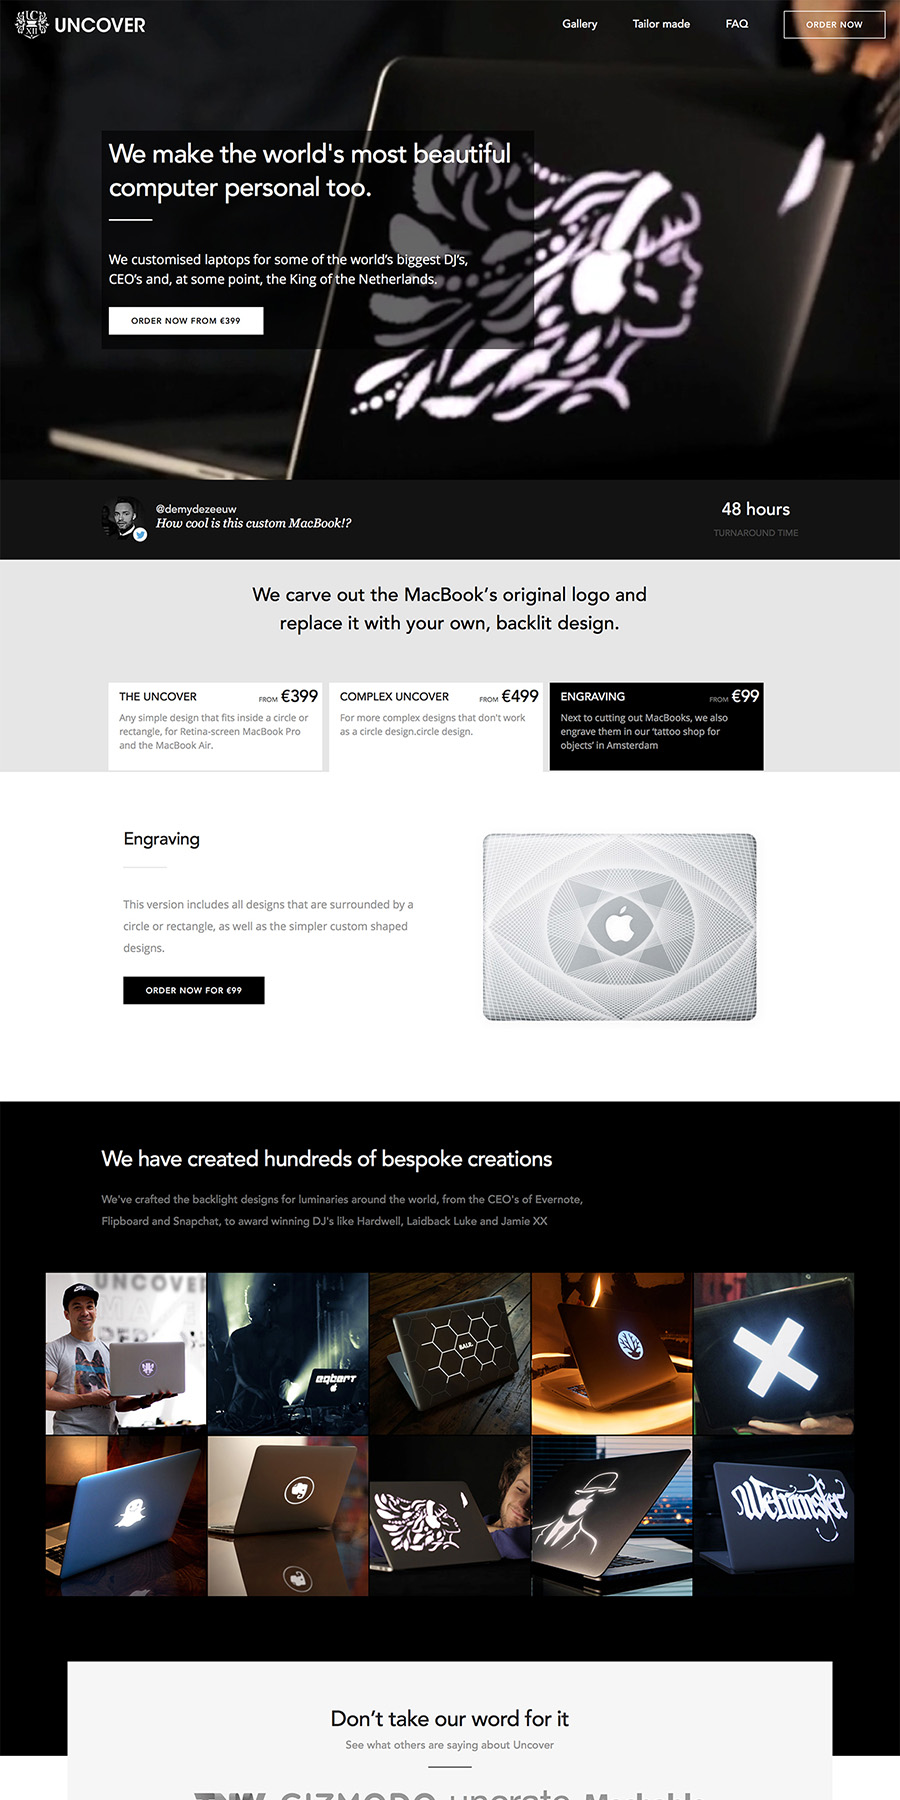 UNCOVER
Gallery
Tailor made
FAQ
ORDER NOW
We make the world's most beautiful
computer personal too.
We customised laptops for some of the world's biggest DJ's,
CEO's and, at some point, the King of the Netherlands.
ORDER NOW FROM €399
@demydezeeuw
How cool is this custom MacBook!?
48 hours
TURNAROUND TIME
We carve out the MacBook's original logo and
replace it with your own, backlit design.
THE UNCOVER
FROM €399
Any simple design that fits inside a circle or
rectangle, for Retina-screen MacBook Pro
and the MacBook Air.
COMPLEX UNCOVER
FROM €499
For more complex designs that don't work
as a circle design.circle design.
ENGRAVING
FROM €99
Next to cutting out MacBooks, we also
engrave them in our 'tattoo shop for
objects' in Amsterdam
Engraving
This version includes all designs that are surrounded by a
circle or rectangle, as well as the simpler custom shaped
designs.
ORDER NOW FOR €99
We have created hundreds of bespoke creations
We've crafted the backlight designs for luminaries around the world, from the CEO's of Evernote,
Flipboard and Snapchat, to award winning DJ's like Hardwell, Laidback Luke and Jamie XX
UNCOVER
egbert
BALR.
Wetransfer
Don't take our word for it
See what others are saying about Uncover
GIZMODO
uncrate
Mashable